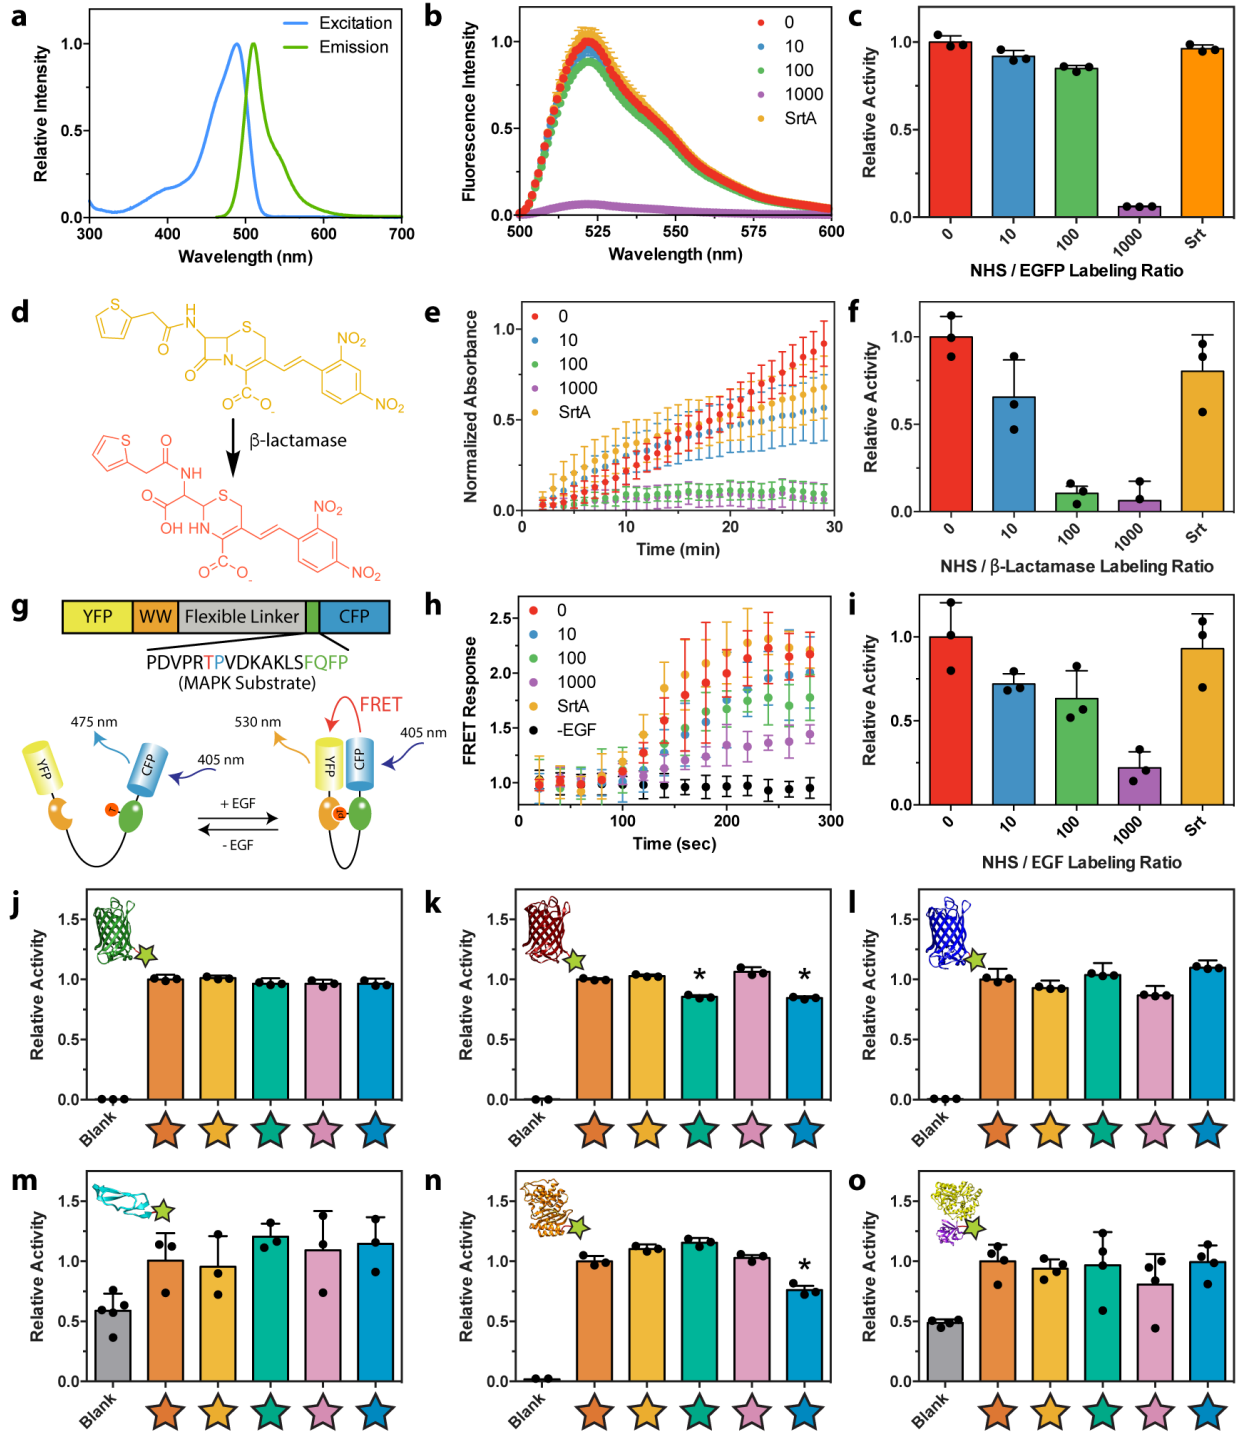 a
Relative Intensity
1.0
0.5
0.0
300
400
500
600
700
Wavelength (nm)
Excitation
Emission
b
Fluorescence Intensity
1.0
0.5
0.0
500
525
550
575
600
Wavelength (nm)
0
10
100
1000
SrtA
c
Relative Activity
1.0
0.5
0.0
0
10
100
1000
Srt
NHS / EGFP Labeling Ratio
d
S
H
N
O
S
N
O
NO2
NO2
O
O-
β-lactamase
S
O
NH
O
OH
S
HN
NO2
NO2
O
O-
e
Normalized Absorbance
1.0
0.5
0.0
0
10
20
30
Time (min)
0
10
100
1000
SrtA
f
Relative Activity
1.0
0.5
0.0
0
10
100
1000
Srt
NHS / β-Lactamase Labeling Ratio
g
YFP WW Flexible Linker CFP
PDVPRTPVDKAKLSFQFP
(MAPK Substrate)
475 nm
405 nm
YFP
CFP
T
+ EGF
- EGF
530 nm
FRET
405 nm
YFP
CFP
h
FRET Response
2.5
2.0
1.5
1.0
0
100
200
300
Time (sec)
0
10
100
1000
SrtA
-EGF
i
Relative Activity
1.0
0.5
0.0
0
10
100
1000
Srt
NHS / EGF Labeling Ratio
j
Relative Activity
1.5
1.0
0.5
0.0
Blank
k
Relative Activity
1.5
1.0
0.5
0.0
*
*
Blank
l
Relative Activity
1.5
1.0
0.5
0.0
Blank
m
Relative Activity
1.5
1.0
0.5
0.0
Blank
n
Relative Activity
1.5
1.0
0.5
0.0
*
Blank
o
Relative Activity
1.5
1.0
0.5
0.0
Blank